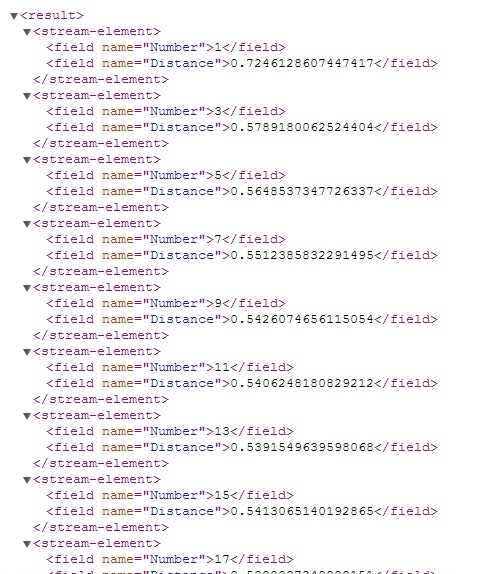 ▼<result>
▼<stream-element>
<field name="Number">1</field>
<field name="Distance">0.7246128607447417</field>
</stream-element>
▼<stream-element>
<field name="Number">3</field>
<field name="Distance">0.5789180062524404</field>
</stream-element>
▼<stream-element>
<field name="Number">5</field>
<field name="Distance">0.5648537347726337</field>
</stream-element>
▼<stream-element>
<field name="Number">7</field>
<field name="Distance">0.5512385832291495</field>
</stream-element>
▼<stream-element>
<field name="Number">9</field>
<field name="Distance">0.5426074656115054</field>
</stream-element>
▼<stream-element>
<field name="Number">11</field>
<field name="Distance">0.5406248180829212</field>
</stream-element>
▼<stream-element>
<field name="Number">13</field>
<field name="Distance">0.5391549639598068</field>
</stream-element>
▼<stream-element>
<field name="Number">15</field>
<field name="Distance">0.5413065140192865</field>
</stream-element>
▼<stream-element>
<field name="Number">17</field>